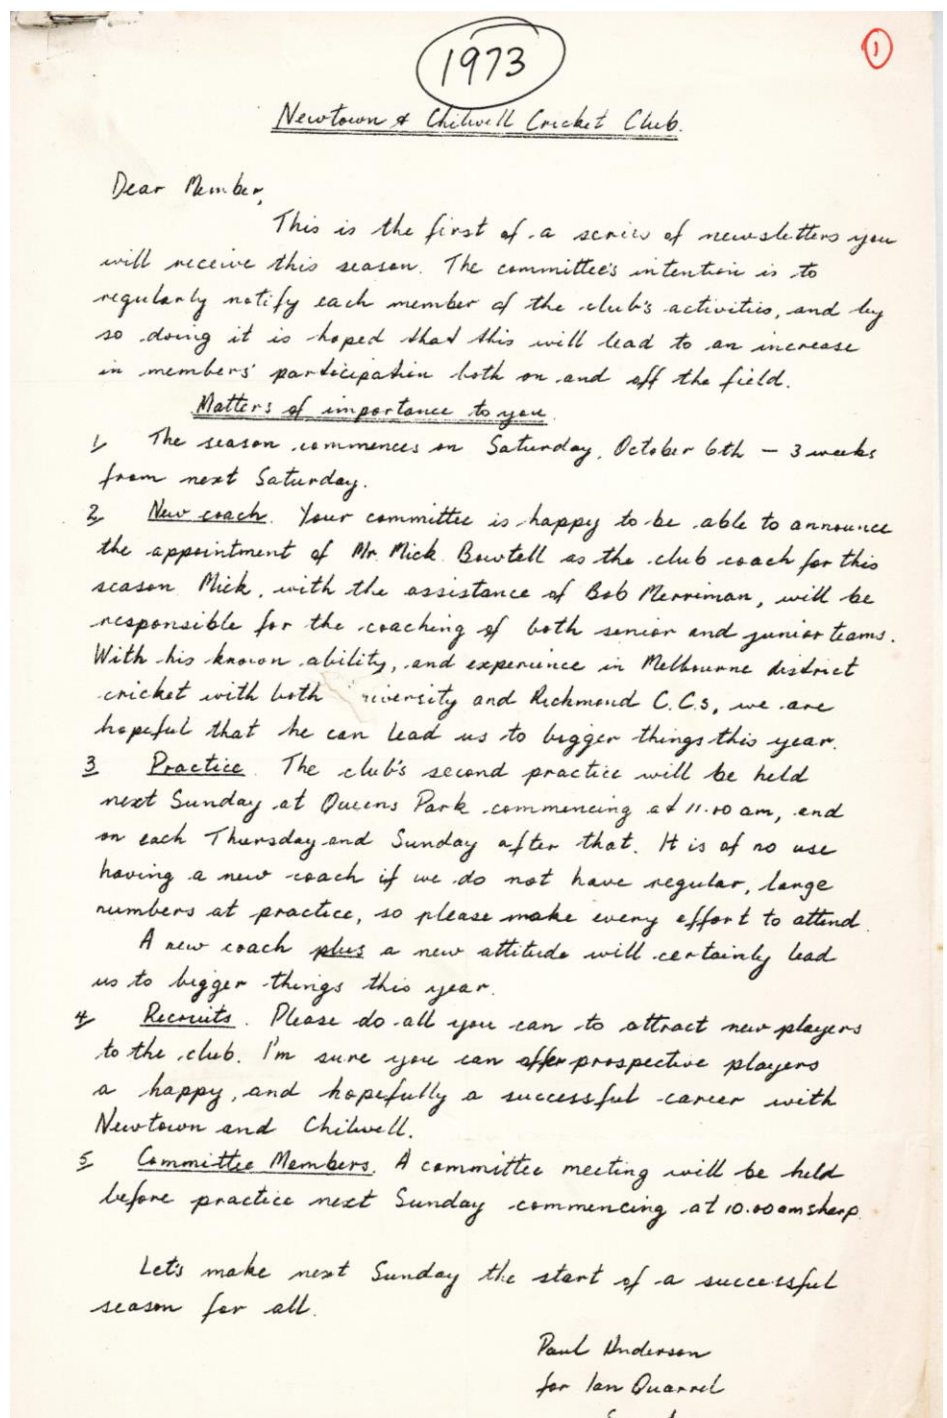 1973
1
Newtown & Chilwell Cricket Club.
Dear Member,
This is the first of a series of newsletters you
will receive this season. The committee's intention is to
regularly notify each member of the club's activities, and by
so doing it is hoped that this will lead to an increase
in members' participation both on and off the field.
Matters of importance to you.
1, The season commences on Saturday, October 6th — 3 weeks
from next Saturday.
2, New coach. Your committee is happy to be able to announce
the appointment of Mr. Mick Bowtell as the club coach for this
season. Mick, with the assistance of Bob Merriman, will be
responsible for the coaching of both senior and junior teams.
With his known ability, and experience in Melbourne district
cricket with both iversity and Richmond C.C.s, we are
hopeful that he can lead us to bigger things this year.
3 Practice. The club's second practice will be held
next Sunday at Queens Park commencing at 11.00 am, and
on each Thursday and Sunday after that. It is of no use
having a new coach if we do not have regular, large
numbers at practice, so please make every effort to attend.
A new coach plus a new attitude will certainly lead
us to bigger things this year.
4, Recruits. Please do all you can to attract new players
to the club. I'm sure you can offer prospective players
a happy, and hopefully a successful career with
Newtown and Chilwell.
5, Committee Members. A committee meeting will be held
before practice next Sunday commencing at 10.00 am sharp.
Let's make next Sunday the start of a successful
season for all.
Paul Anderson
for Ian Quarrel